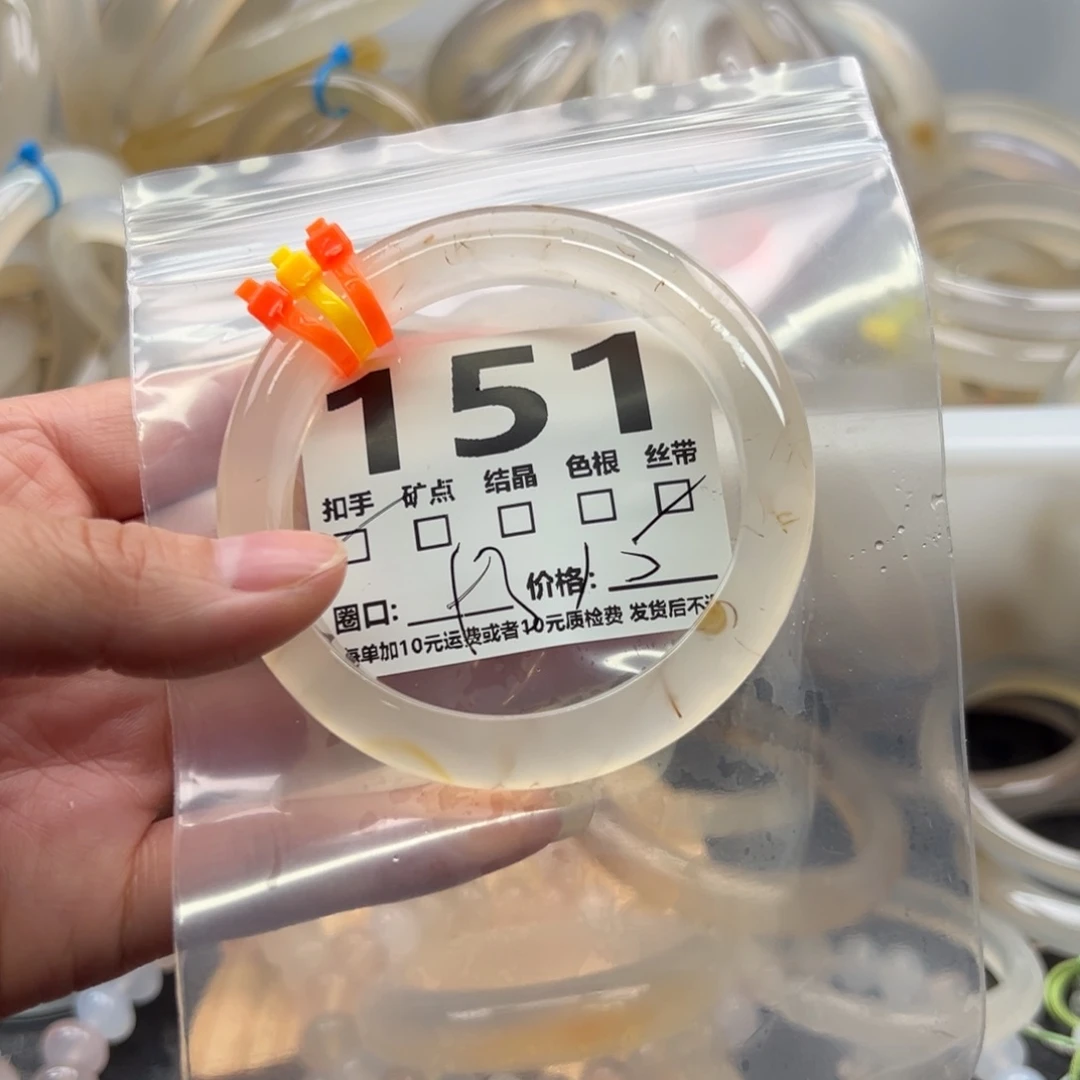 151
扣手 矿点 结晶 色根 丝带
圈口: 价格:
每单加10元运费或者10元质检费 发货后不